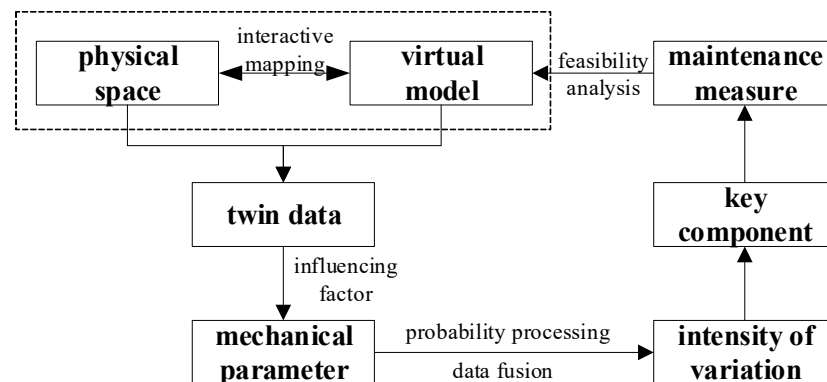 physical
space
interactive
mapping
virtual
model
feasibility
analysis
maintenance
measure
twin data
key
component
influencing
factor
mechanical
parameter
probability processing
data fusion
intensity of
variation